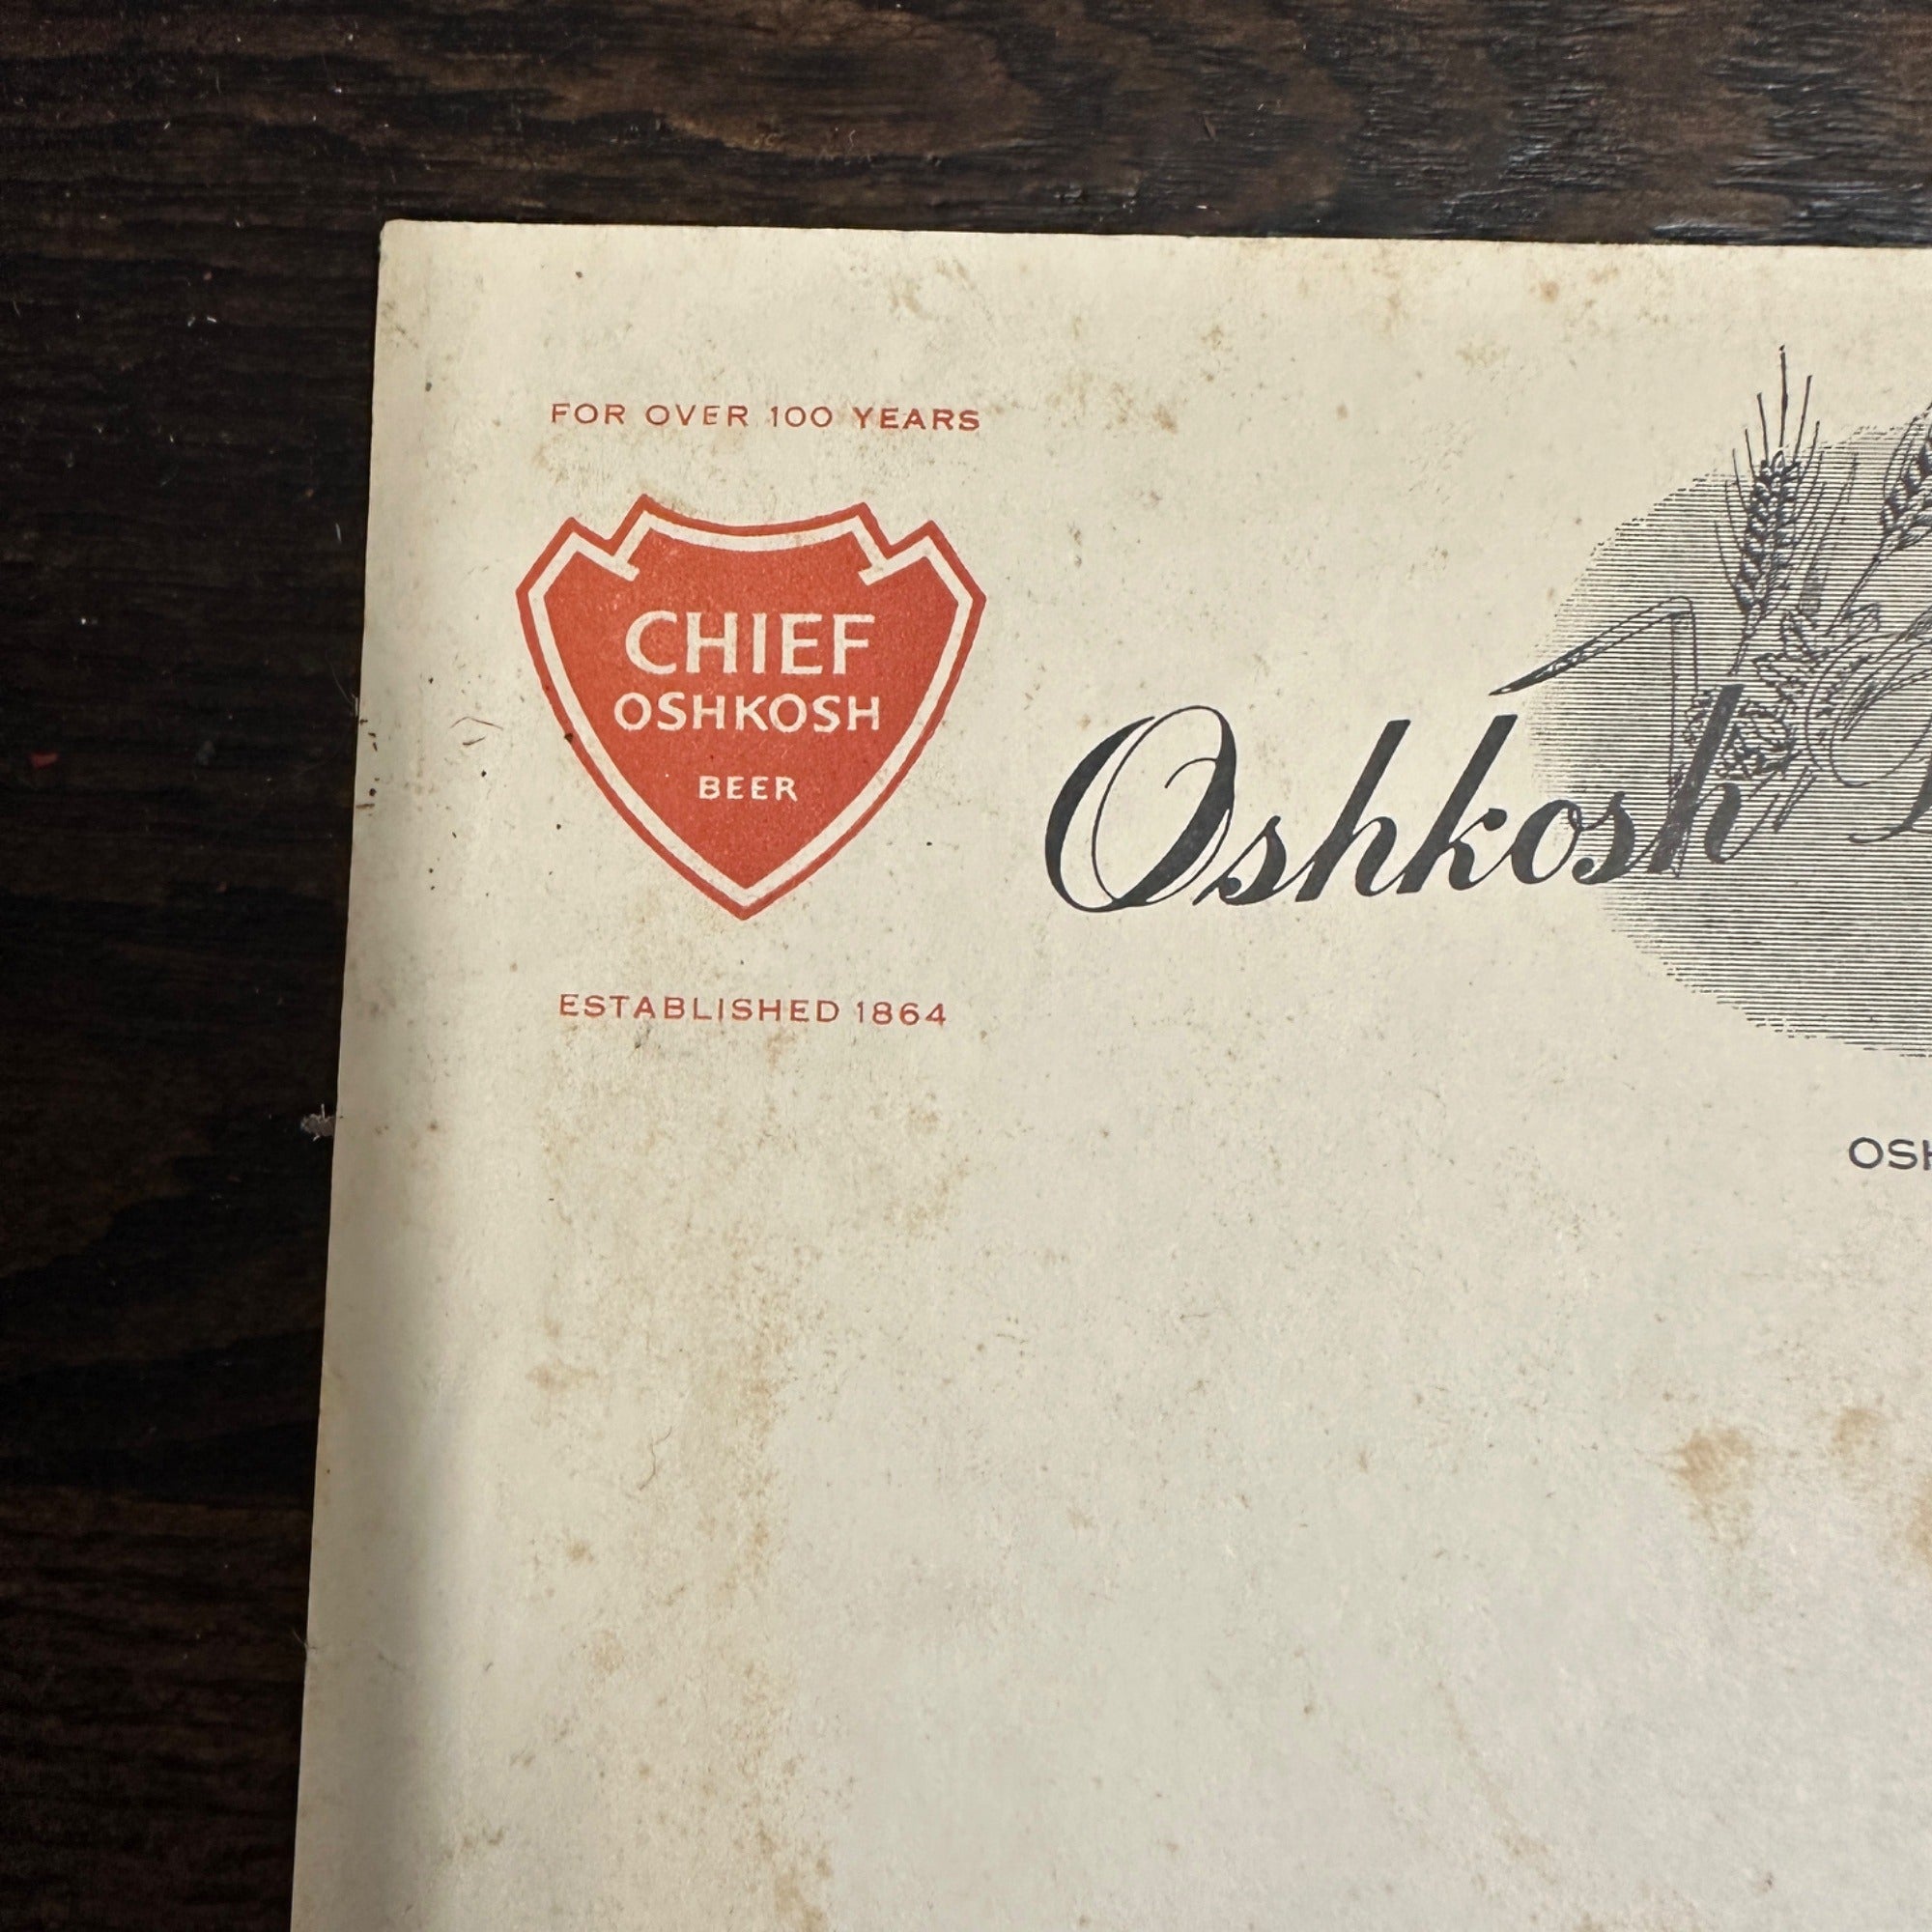 FOR OVER 100 YEARS
CHIEF
OSHKOSH
BEER
ESTABLISHED 1864
Oshkosh